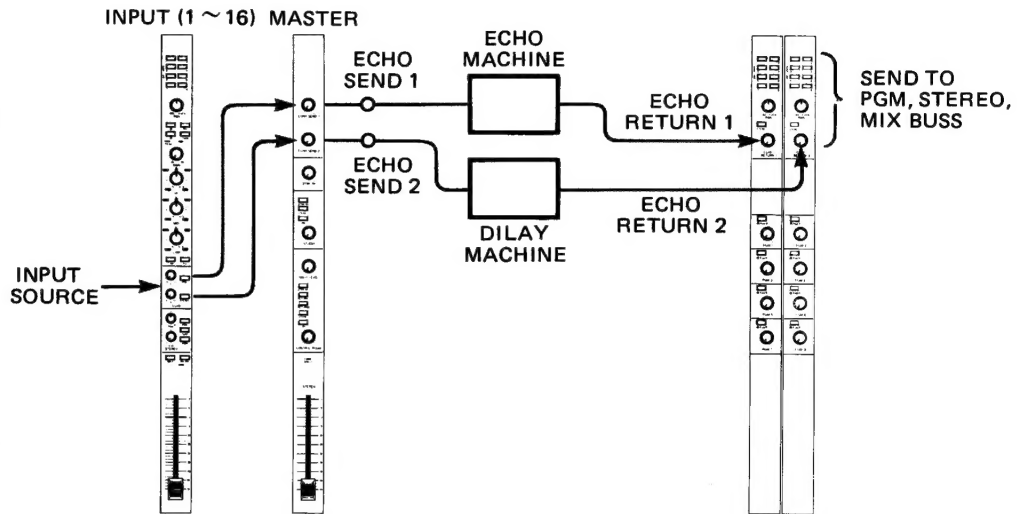 INPUT (1 ~ 16) MASTER
ECHO
SEND 1
ECHO
MACHINE
ECHO
RETURN 1
SEND TO
PGM, STEREO,
MIX BUSS
ECHO
SEND 2
DILAY
MACHINE
ECHO
RETURN 2
INPUT
SOURCE